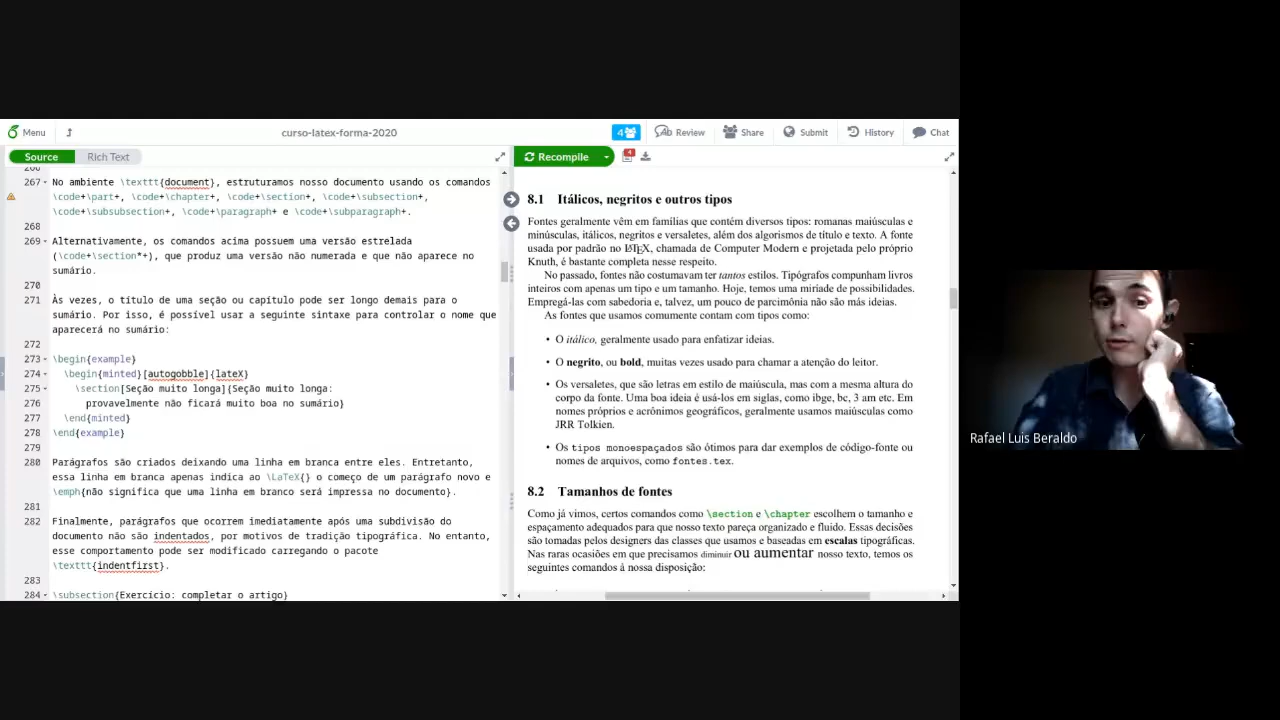 Menu
curso-latex-forma-2020
4
Review
Share
Submit
History
Chat
Source
Rich Text
Recompile
4
266
267 No ambiente \texttt{document}, estruturamos nosso documento usando os comandos
\code+\part+, \code+\chapter+, \code+\section+, \code+\subsection+,
\code+\subsubsection+, \code+\paragraph+ e \code+\subparagraph+.
268
269 Alternativamente, os comandos acima possuem uma versão estrelada
(\code+\section*+), que produz uma versão não numerada e que não aparece no
sumário.
270
271 Às vezes, o título de uma seção ou capítulo pode ser longo demais para o
sumário. Por isso, é possível usar a seguinte sintaxe para controlar o nome que
aparecerá no sumário:
272
273 \begin{example}
274 \begin{minted}[autogobble]{lateX}
275 \section[Seção muito longa]{Seção muito longa:
276 provavelmente não ficará muito boa no sumário}
277 \end{minted}
278 \end{example}
279
280 Parágrafos são criados deixando uma linha em branca entre eles. Entretanto,
essa linha em branca apenas indica ao \LaTeX{} o começo de um parágrafo novo e
\emph{não significa que uma linha em branco será impressa no documento}.
281
282 Finalmente, parágrafos que ocorrem imediatamente após uma subdivisão do
documento não são indentados, por motivos de tradição tipográfica. No entanto,
esse comportamento pode ser modificado carregando o pacote
\texttt{indentfirst}.
283
284 \subsection{Exercício: completar o artigo}
8.1 Itálicos, negritos e outros tipos
Fontes geralmente vêm em famílias que contém diversos tipos: romanas maiúsculas e
minúsculas, itálicos, negritos e versaletes, além dos algorismos de título e texto. A fonte
usada por padrão no LATEX, chamada de Computer Modern e projetada pelo próprio
Knuth, é bastante completa nesse respeito.
No passado, fontes não costumavam ter tantos estilos. Tipógrafos compunham livros
inteiros com apenas um tipo e um tamanho. Hoje, temos uma miríade de possibilidades.
Empregá-las com sabedoria e, talvez, um pouco de parcimônia não são más ideias.
As fontes que usamos comumente contam com tipos como:
• O itálico, geralmente usado para enfatizar ideias.
• O negrito, ou bold, muitas vezes usado para chamar a atenção do leitor.
• Os versaletes, que são letras em estilo de maiúscula, mas com a mesma altura do
corpo da fonte. Uma boa ideia é usá-los em siglas, como ibge, bc, 3 am etc. Em
nomes próprios e acrônimos geográficos, geralmente usamos maiúsculas como
JRR Tolkien.
• Os tipos monoespaçados são ótimos para dar exemplos de código-fonte ou
nomes de arquivos, como fontes.tex.
8.2 Tamanhos de fontes
Como já vimos, certos comandos como \section e \chapter escolhem o tamanho e
espaçamento adequados para que nosso texto pareça organizado e fluido. Essas decisões
são tomadas pelos designers das classes que usamos e baseadas em escalas tipográficas.
Nas raras ocasiões em que precisamos diminuir ou aumentar nosso texto, temos os
seguintes comandos à nossa disposição:
Rafael Luis Beraldo